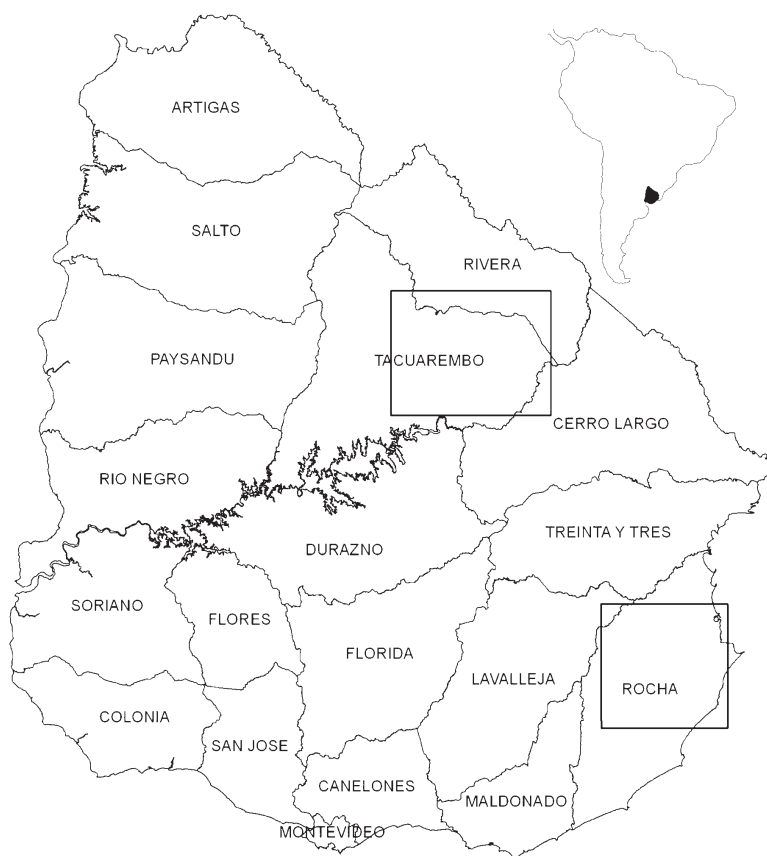 ARTIGAS
SALTO
RIVERA
PAYSANDU
TACUAREMBO
CERRO LARGO
RIO NEGRO
TREINTA Y TRES
DURAZNO
SORIANO
FLORES
FLORIDA
LAVALLEJA
ROCHA
COLONIA
SAN JOSE
CANELONES
MALDONADO
MONTEVIDEO